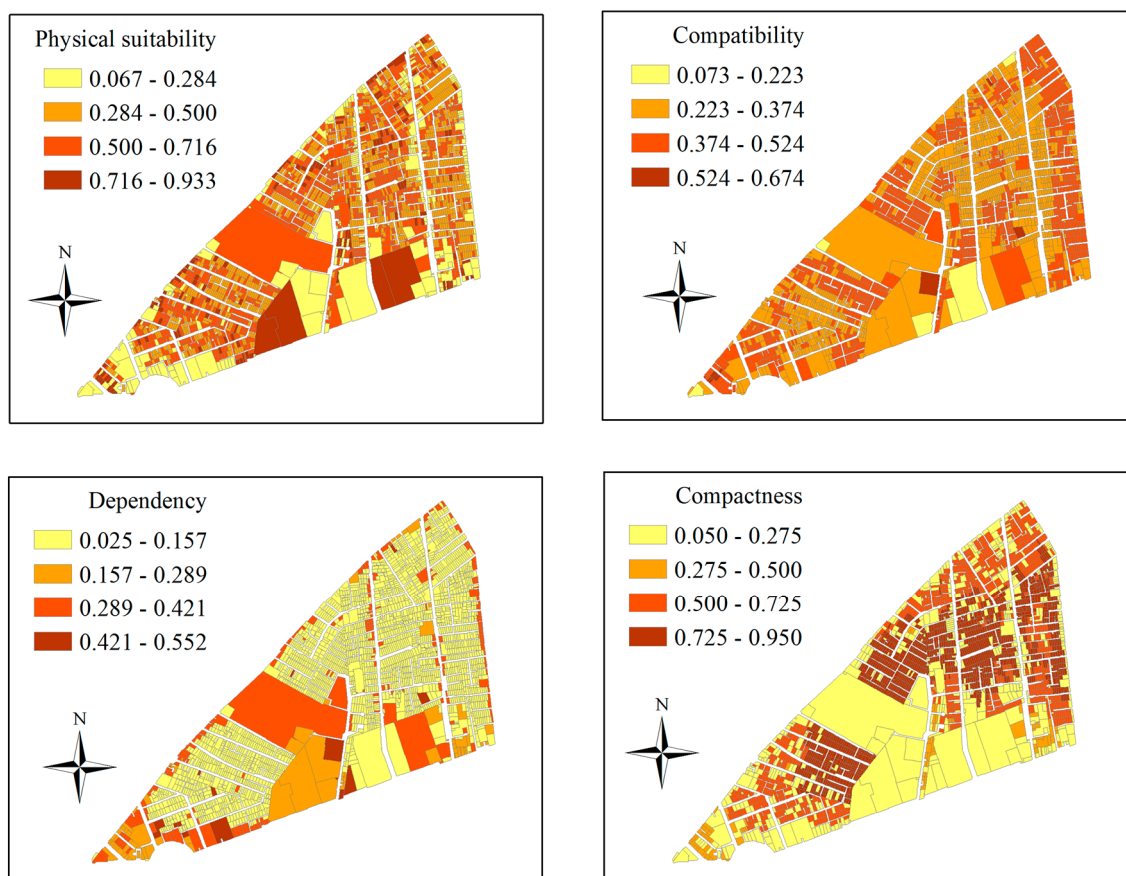 Physical suitability
0.067 - 0.284
0.284 - 0.500
0.500 - 0.716
0.716 - 0.933
N
Compatibility
0.073 - 0.223
0.223 - 0.374
0.374 - 0.524
0.524 - 0.674
N
Dependency
0.025 - 0.157
0.157 - 0.289
0.289 - 0.421
0.421 - 0.552
N
Compactness
0.050 - 0.275
0.275 - 0.500
0.500 - 0.725
0.725 - 0.950
N